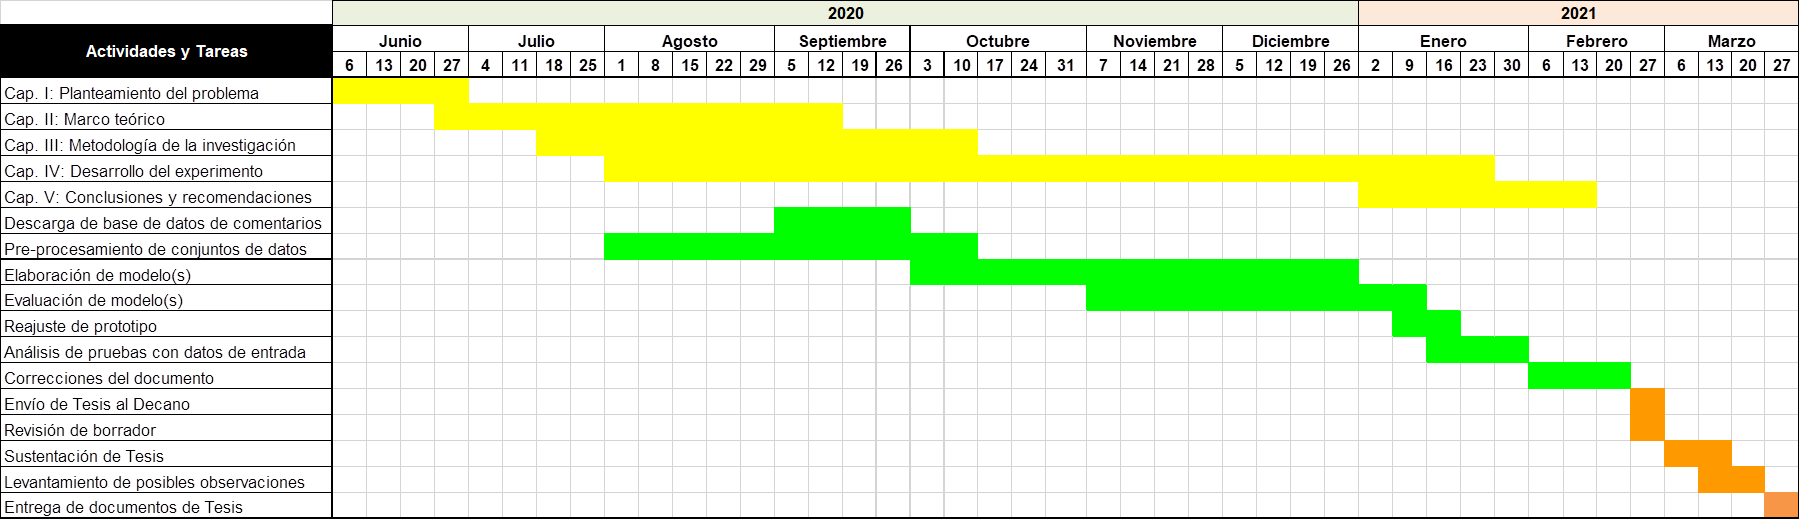 2020 2021
Actividades y Tareas
Junio Julio Agosto Septiembre Octubre Noviembre Diciembre Enero Febrero Marzo
6 13 20 27 4 11 18 25 1 8 15 22 29 5 12 19 26 3 10 17 24 31 7 14 21 28 5 12 19 26 2 9 16 23 30 6 13 20 27 6 13 20 27
Cap. I: Planteamiento del problema
Cap. II: Marco teórico
Cap. III: Metodología de la investigación
Cap. IV: Desarrollo del experimento
Cap. V: Conclusiones y recomendaciones
Descarga de base de datos de comentarios
Pre-procesamiento de conjuntos de datos
Elaboración de modelo(s)
Evaluación de modelo(s)
Reajuste de prototipo
Análisis de pruebas con datos de entrada
Correcciones del documento
Envío de Tesis al Decano
Revisión de borrador
Sustentación de Tesis
Levantamiento de posibles observaciones
Entrega de documentos de Tesis